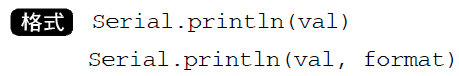 格式 Serial.println(val)
Serial.println(val, format)